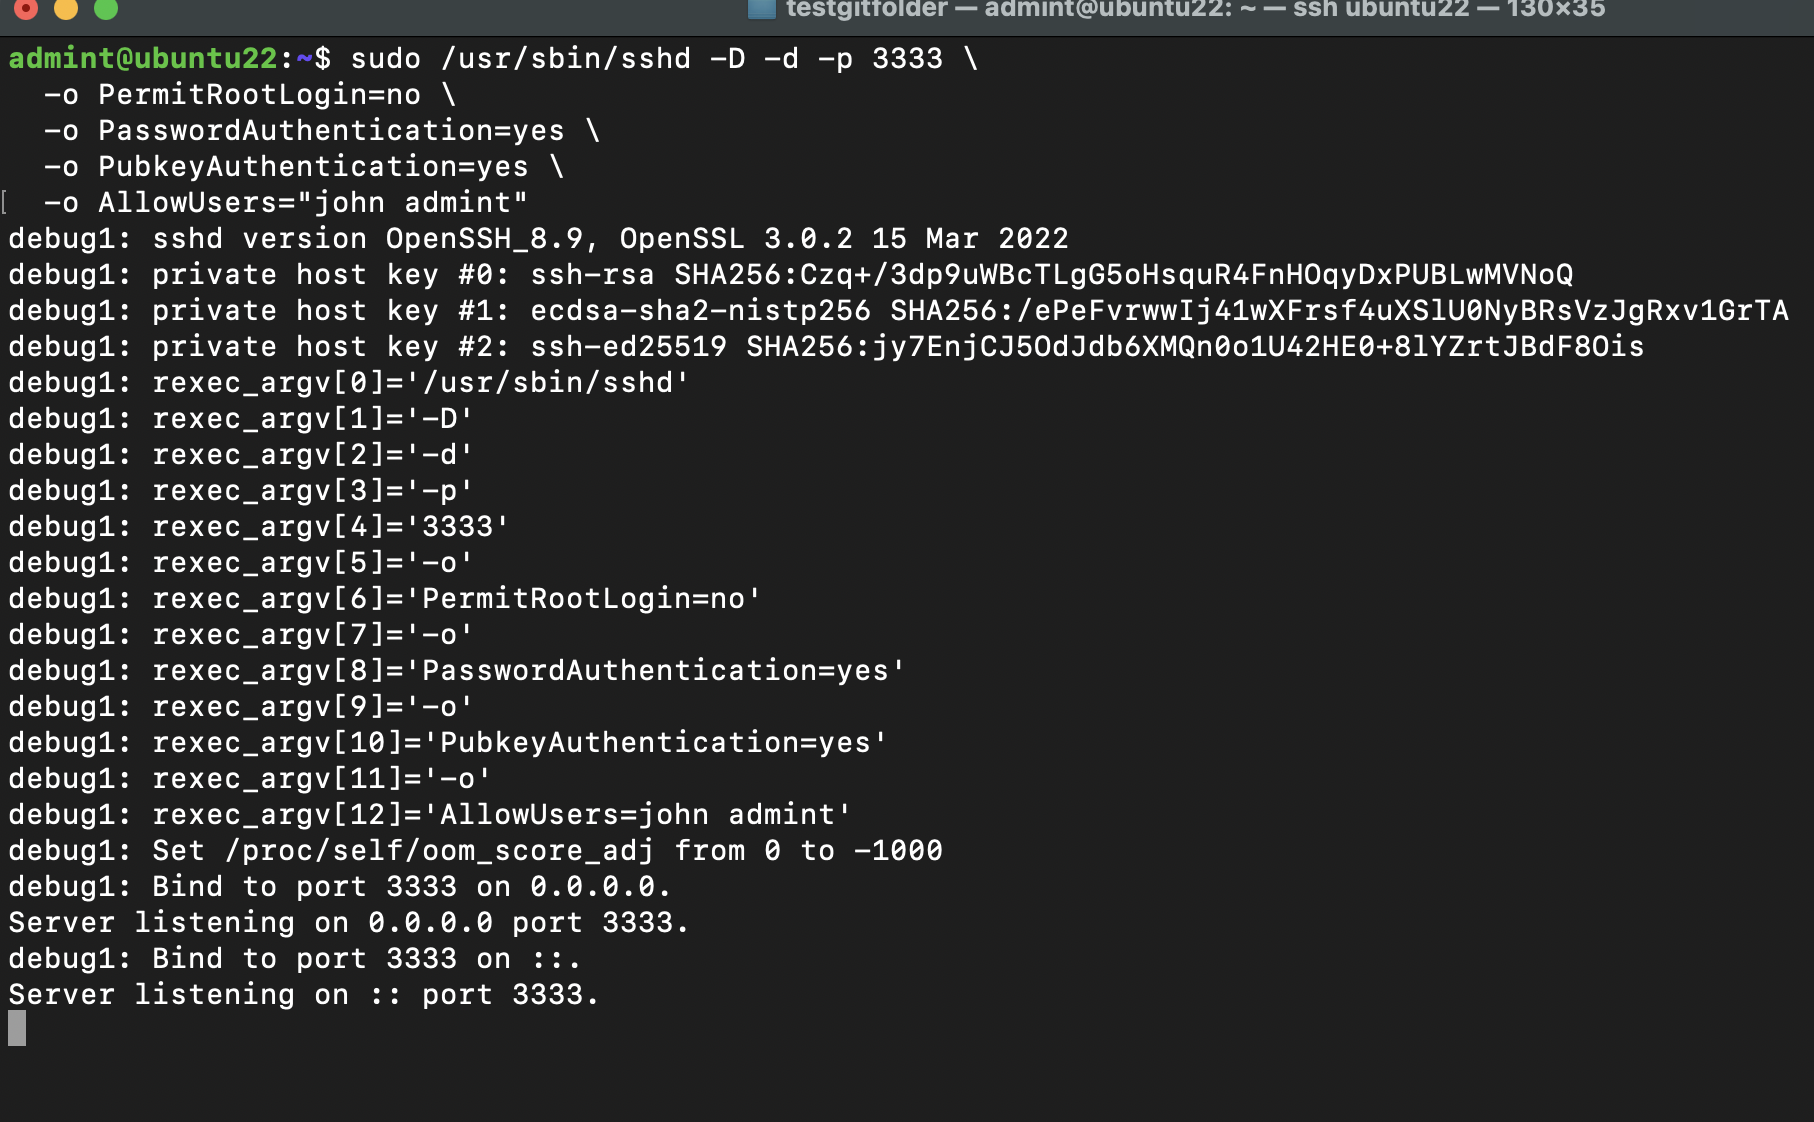 testgitfolder — admint@ubuntu22: ~ — ssh ubuntu22 — 130×35
admint@ubuntu22:~$ sudo /usr/sbin/sshd -D -d -p 3333 \
  -o PermitRootLogin=no \
  -o PasswordAuthentication=yes \
  -o PubkeyAuthentication=yes \
[  -o AllowUsers="john admint"
debug1: sshd version OpenSSH_8.9, OpenSSL 3.0.2 15 Mar 2022
debug1: private host key #0: ssh-rsa SHA256:Czq+/3dp9uWBcTLgG5oHsquR4FnHOqyDxPUBLwMVNoQ
debug1: private host key #1: ecdsa-sha2-nistp256 SHA256:/ePeFvrwwIj41wXFrsf4uXSlU0NyBRsVzJgRxv1GrTA
debug1: private host key #2: ssh-ed25519 SHA256:jy7EnjCJ5OdJdb6XMQn0o1U42HE0+8lYZrtJBdF8Ois
debug1: rexec_argv[0]='/usr/sbin/sshd'
debug1: rexec_argv[1]='-D'
debug1: rexec_argv[2]='-d'
debug1: rexec_argv[3]='-p'
debug1: rexec_argv[4]='3333'
debug1: rexec_argv[5]='-o'
debug1: rexec_argv[6]='PermitRootLogin=no'
debug1: rexec_argv[7]='-o'
debug1: rexec_argv[8]='PasswordAuthentication=yes'
debug1: rexec_argv[9]='-o'
debug1: rexec_argv[10]='PubkeyAuthentication=yes'
debug1: rexec_argv[11]='-o'
debug1: rexec_argv[12]='AllowUsers=john admint'
debug1: Set /proc/self/oom_score_adj from 0 to -1000
debug1: Bind to port 3333 on 0.0.0.0.
Server listening on 0.0.0.0 port 3333.
debug1: Bind to port 3333 on ::.
Server listening on :: port 3333.